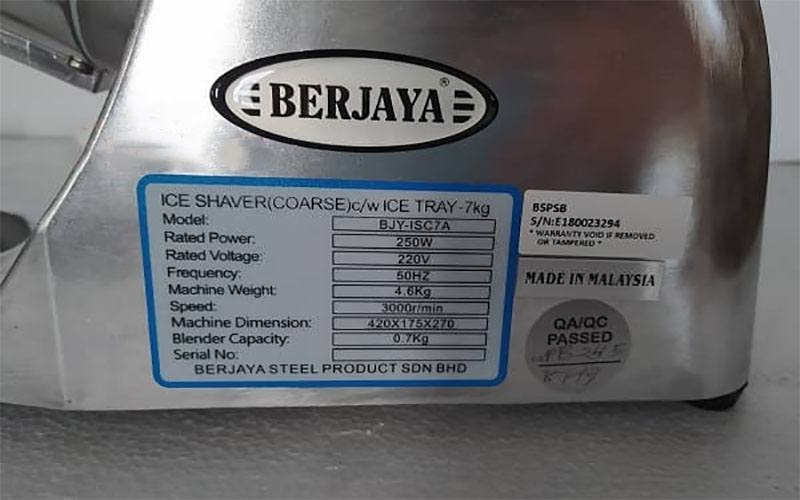 BERJAYA®
ICE SHAVER(COARSE)c/w ICE TRAY-7kg
Model: BJY-ISC7A
Rated Power: 250W
Rated Voltage: 220V
Frequency: 50HZ
Machine Weight: 4.6Kg
Speed: 3000r/min
Machine Dimension: 420X175X270
Blender Capacity: 0.7Kg
Serial No:
BERJAYA STEEL PRODUCT SDN BHD
BSPSB
S/N:E180023294
* WARRANTY VOID IF REMOVED
OR TAMPERED *
MADE IN MALAYSIA
QA/QC
PASSED